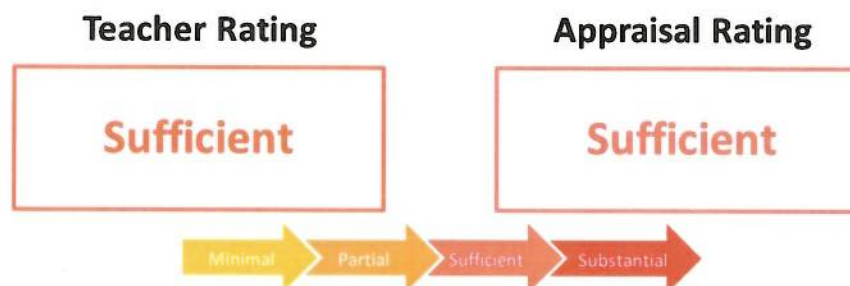 Teacher Rating Appraisal Rating
Sufficient Sufficient
Minimal Partial Sufficient Substantial